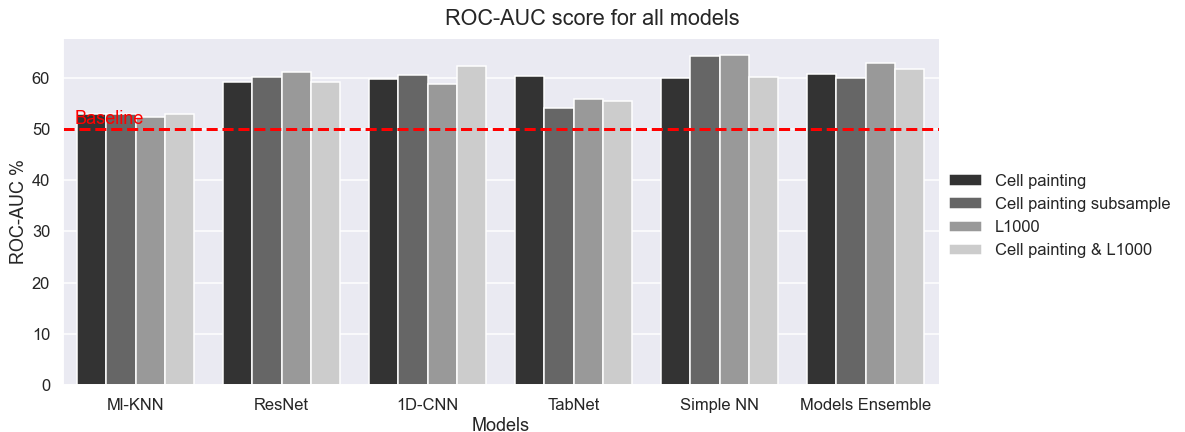 ROC-AUC score for all models
ROC-AUC %
60
50
40
30
20
10
0
Baseline
Ml-KNN
ResNet
1D-CNN
TabNet
Simple NN
Models Ensemble
Models
Cell painting
Cell painting subsample
L1000
Cell painting & L1000